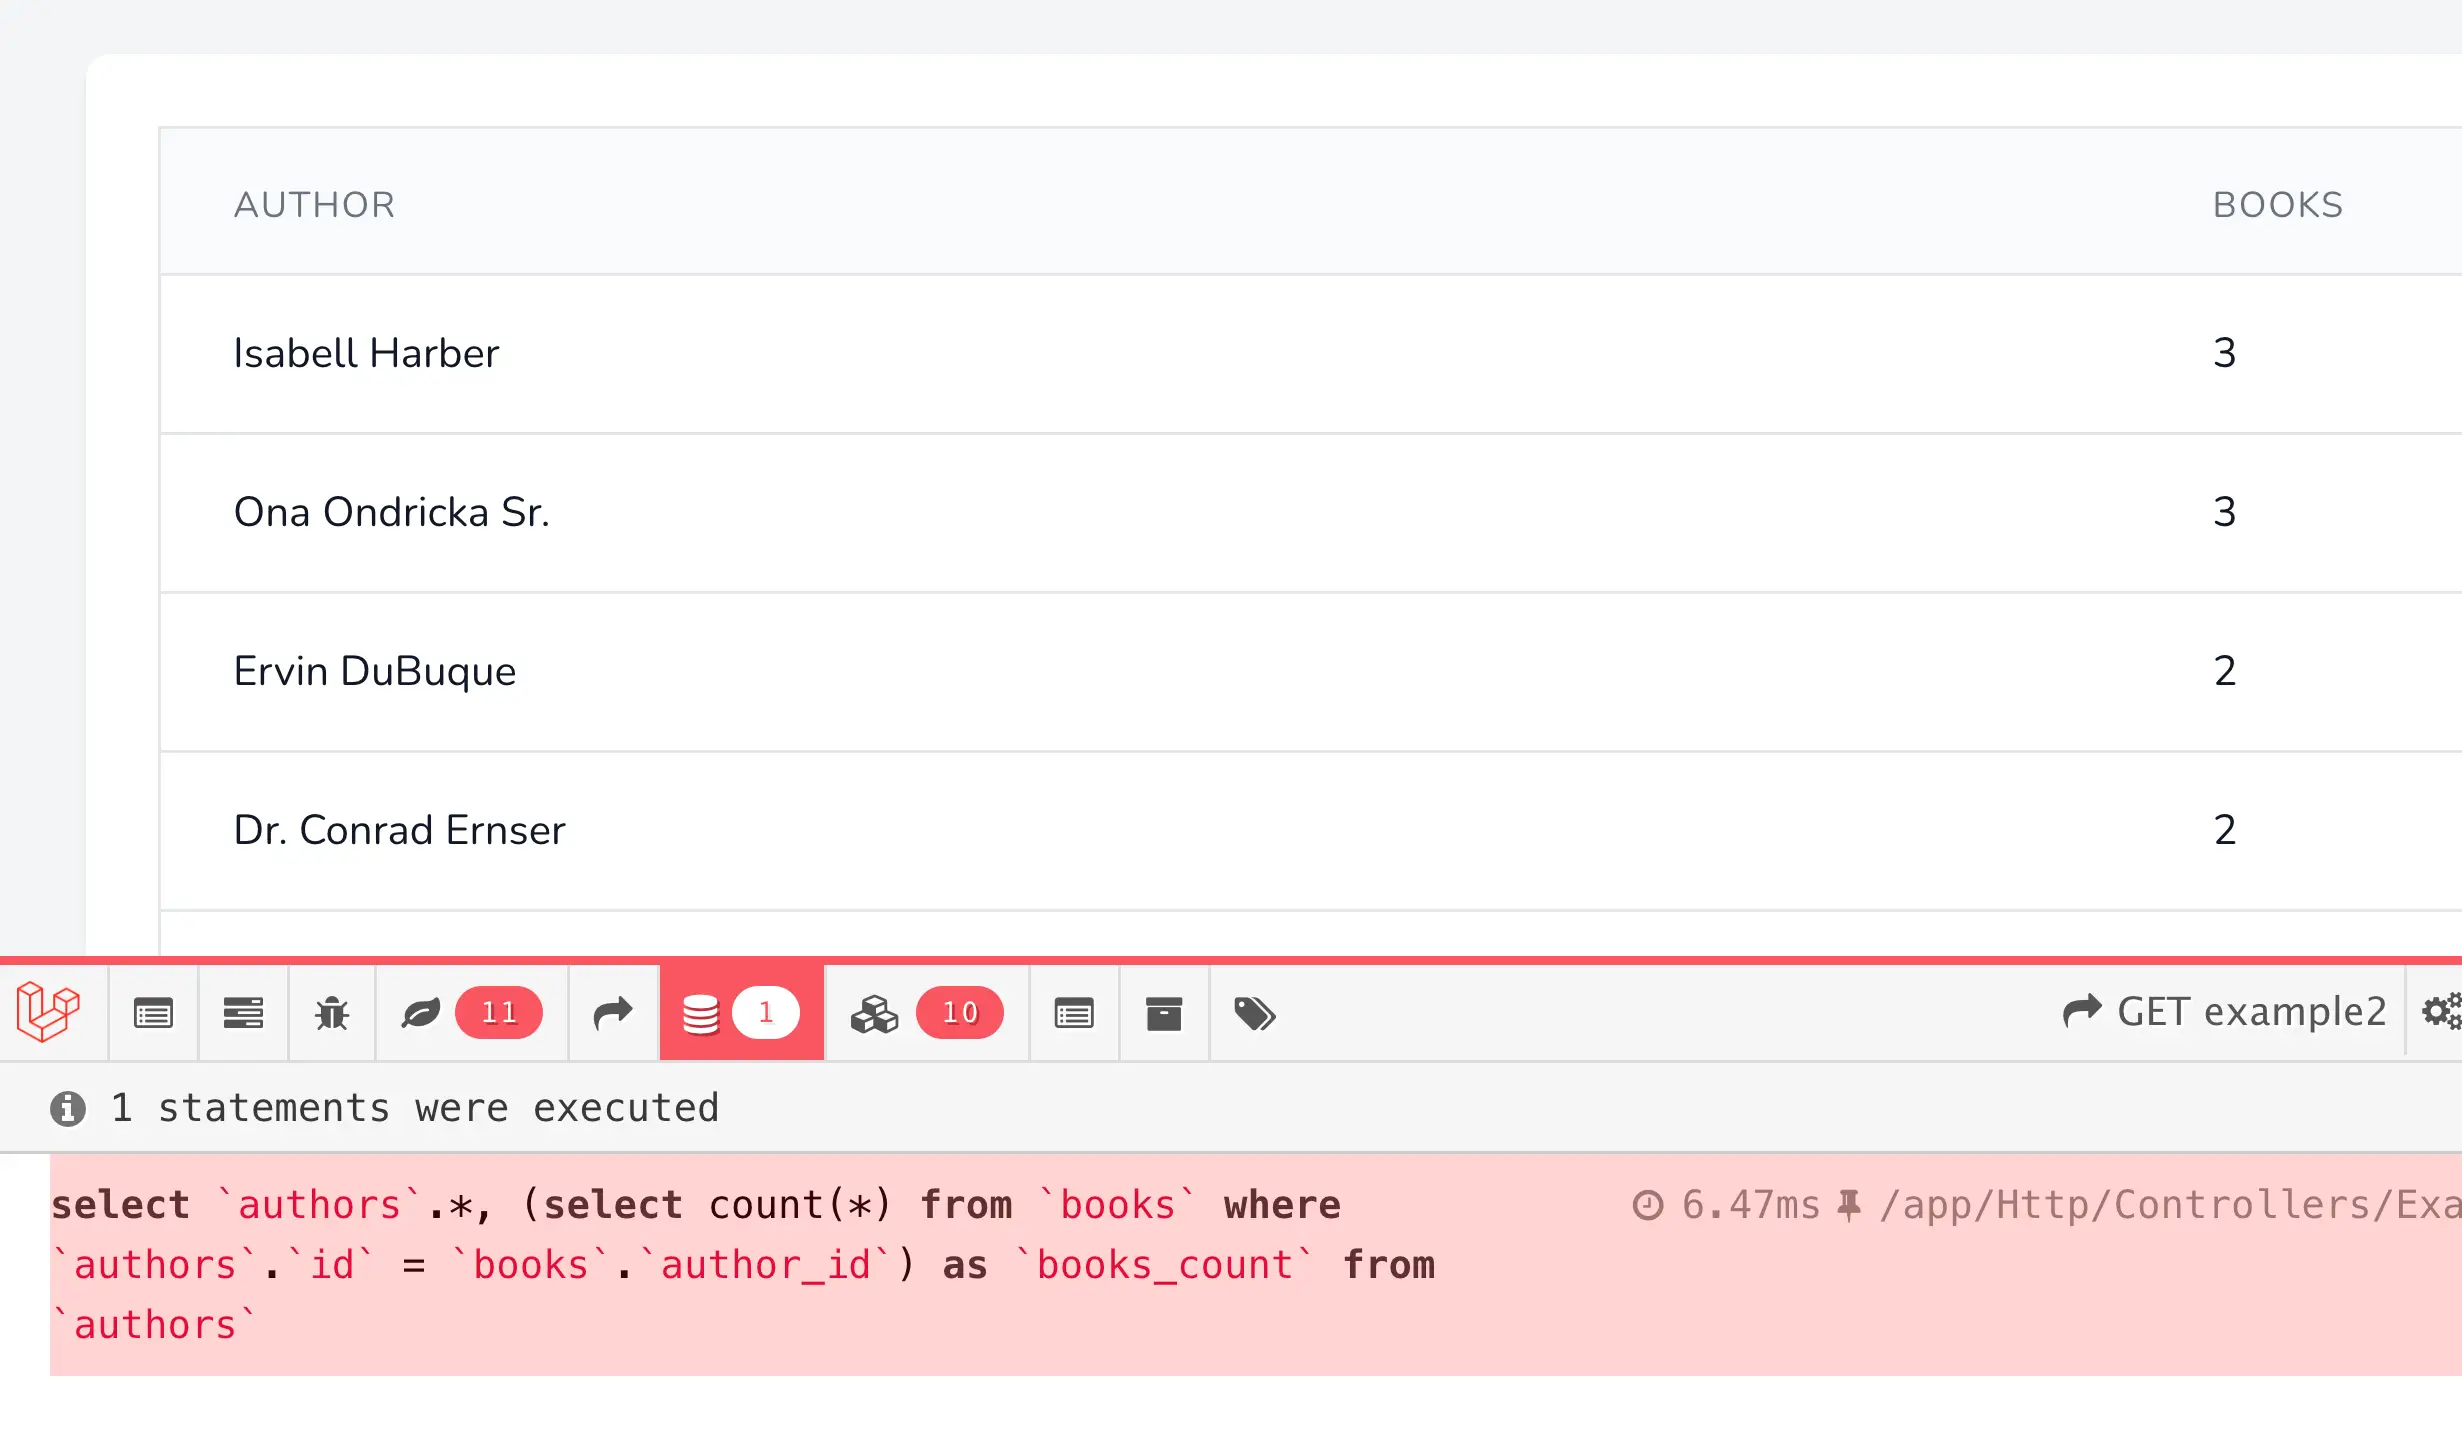 AUTHOR BOOKS
Isabell Harber 3
Ona Ondricka Sr. 3
Ervin DuBuque 2
Dr. Conrad Ernser 2
11 1 10 GET example2
1 statements were executed
select `authors`.*, (select count(*) from `books` where 6.47ms /app/Http/Controllers/Exa
`authors`.`id` = `books`.`author_id`) as `books_count` from
`authors`